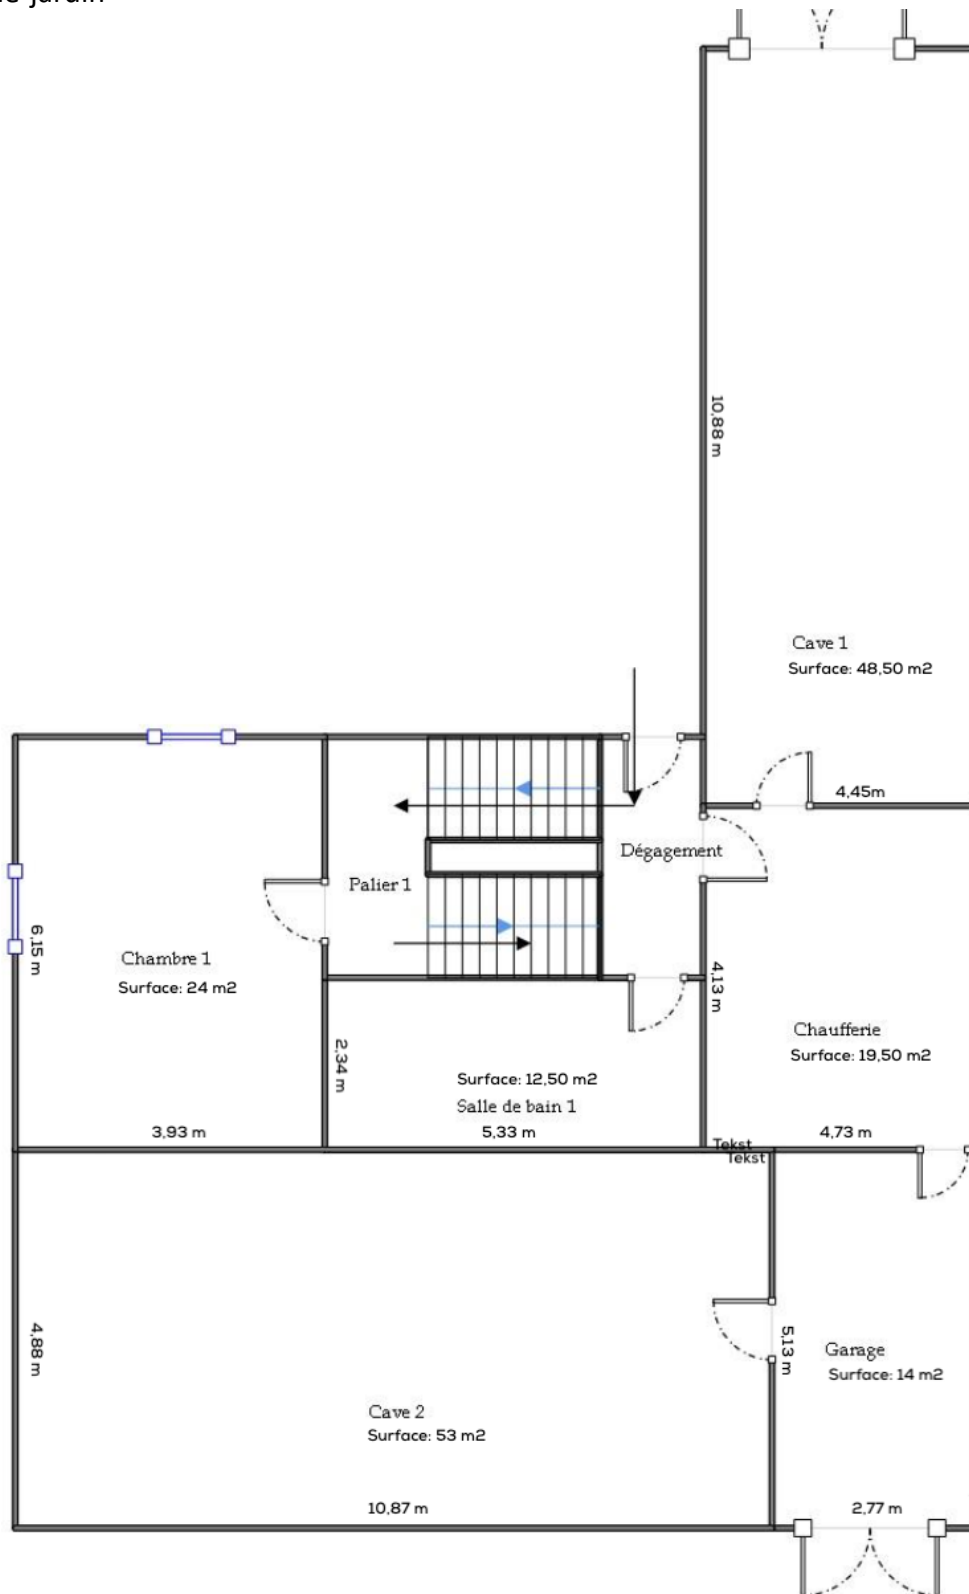 jardin
10,88 m
Cave 1
Surface: 48,50 m2
4,45m
Dégagement
Palier 1
6,15 m
Chambre 1
Surface: 24 m2
4,13 m
Chaufferie
Surface: 19,50 m2
2,34 m
Surface: 12,50 m2
Salle de bain 1
3,93 m
5,33 m
4,73 m
Tekst
Tekst
4,88 m
5,13 m
Garage
Surface: 14 m2
Cave 2
Surface: 53 m2
10,87 m
2,77 m